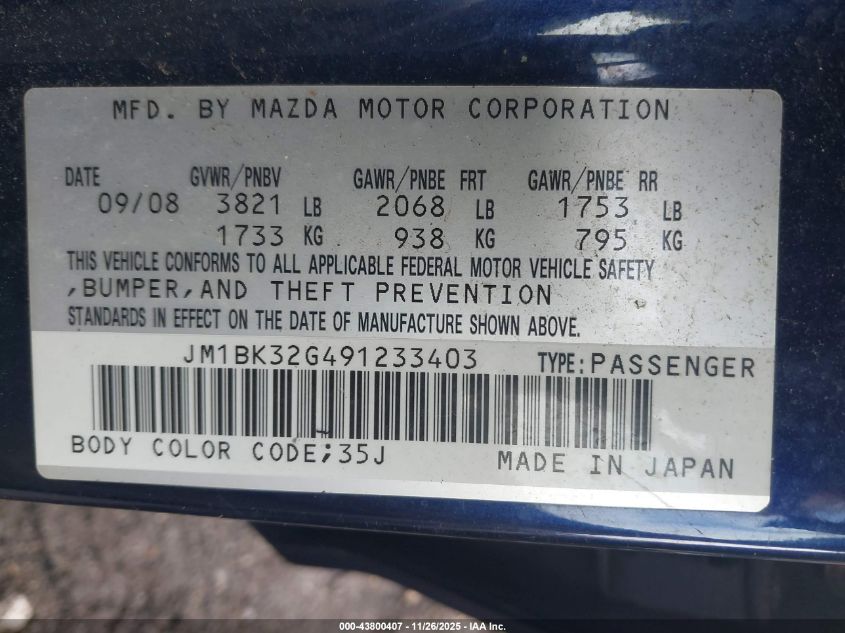 MFD. BY MAZDA MOTOR CORPORATION
DATE GVWR/PNBV GAWR/PNBE FRT GAWR/PNBE RR
09/08 3821 LB 2068 LB 1753 LB
1733 KG 938 KG 795 KG
THIS VEHICLE CONFORMS TO ALL APPLICABLE FEDERAL MOTOR VEHICLE SAFETY
,BUMPER,AND THEFT PREVENTION
STANDARDS IN EFFECT ON THE DATE OF MANUFACTURE SHOWN ABOVE.
JM1BK32G491233403 TYPE:PASSENGER
BODY COLOR CODE;35J MADE IN JAPAN
000-43800407 - 11/26/2025 - IAA Inc.